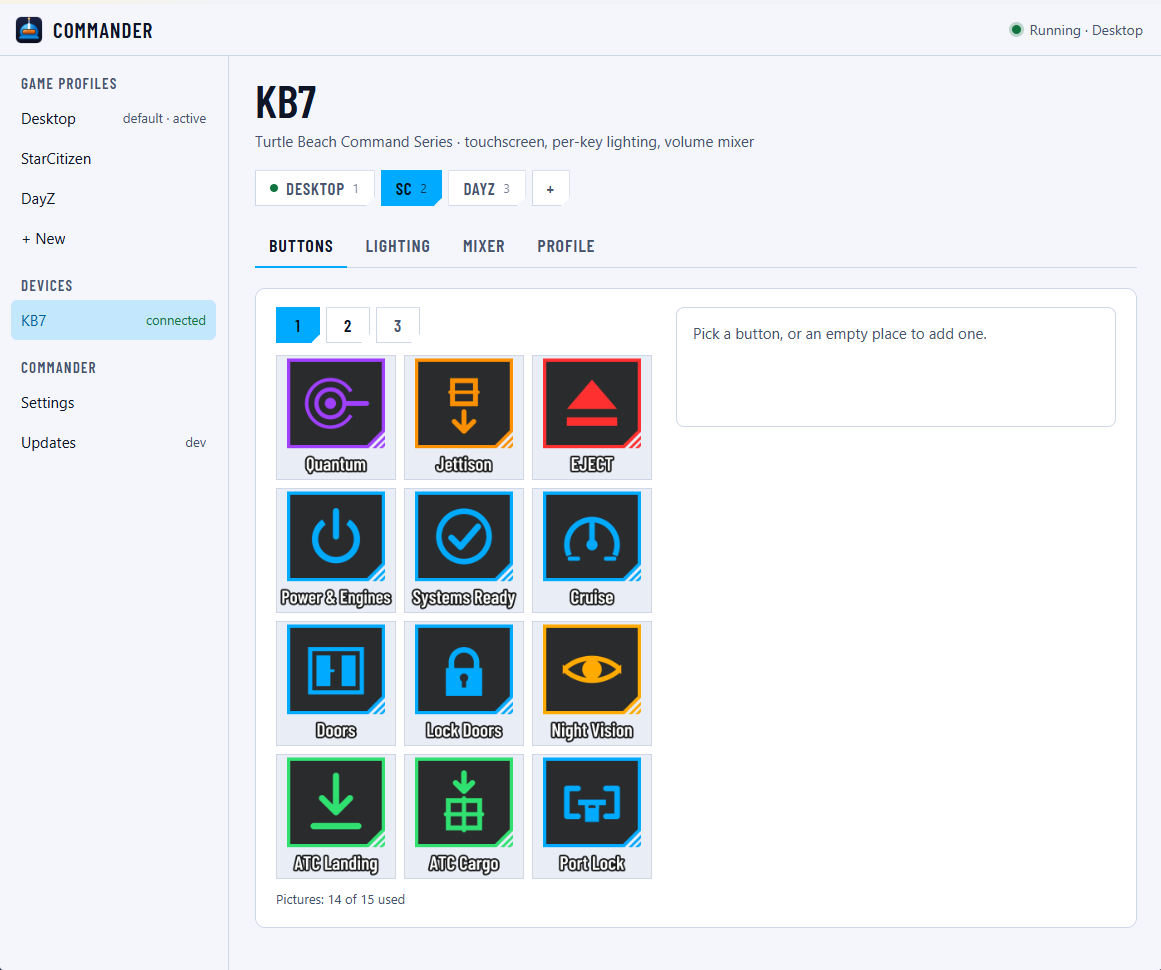 COMMANDER
Running · Desktop
GAME PROFILES
Desktop default · active
StarCitizen
DayZ
+ New
DEVICES
KB7 connected
COMMANDER
Settings
Updates dev
KB7
Turtle Beach Command Series · touchscreen, per-key lighting, volume mixer
DESKTOP 1 SC 2 DAYZ 3 +
BUTTONS LIGHTING MIXER PROFILE
1 2 3
Pick a button, or an empty place to add one.
Quantum Jettison EJECT
Power & Engines Systems Ready Cruise
Doors Lock Doors Night Vision
ATC Landing ATC Cargo Port Lock
Pictures: 14 of 15 used